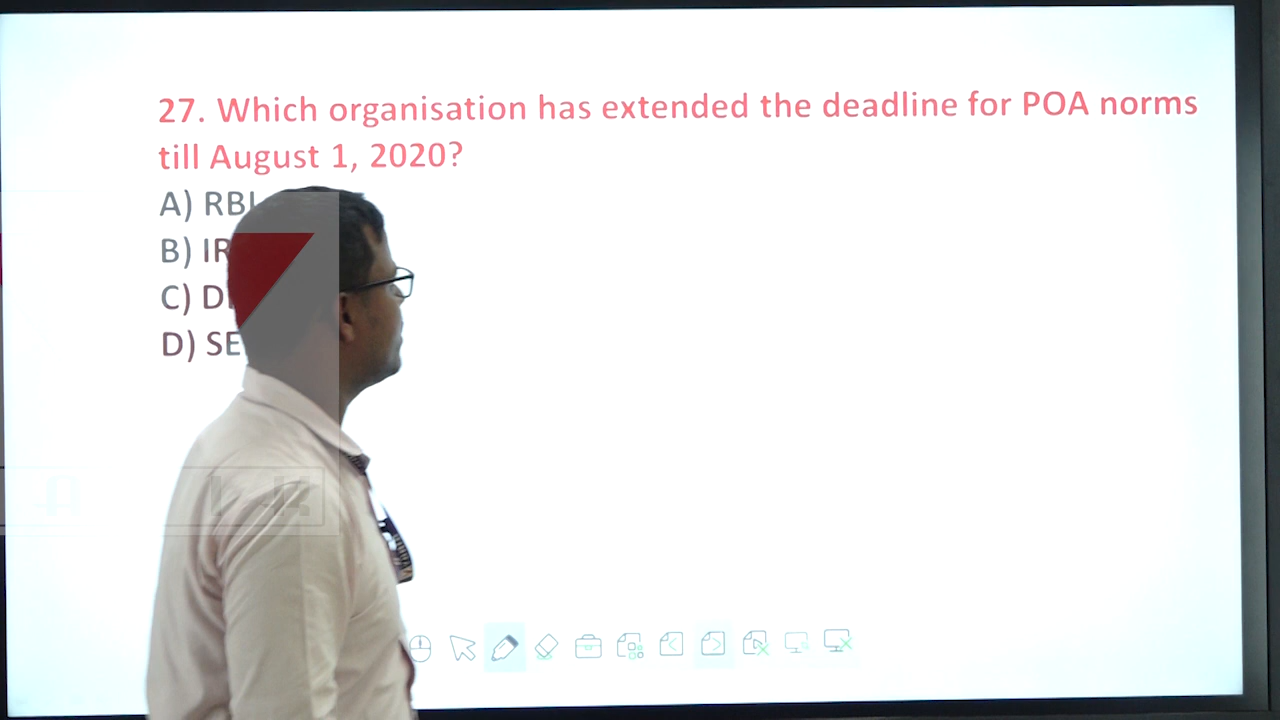 27. Which organisation has extended the deadline for POA norms
till August 1, 2020?
A) RBI
B) IR
C) D
D) SE